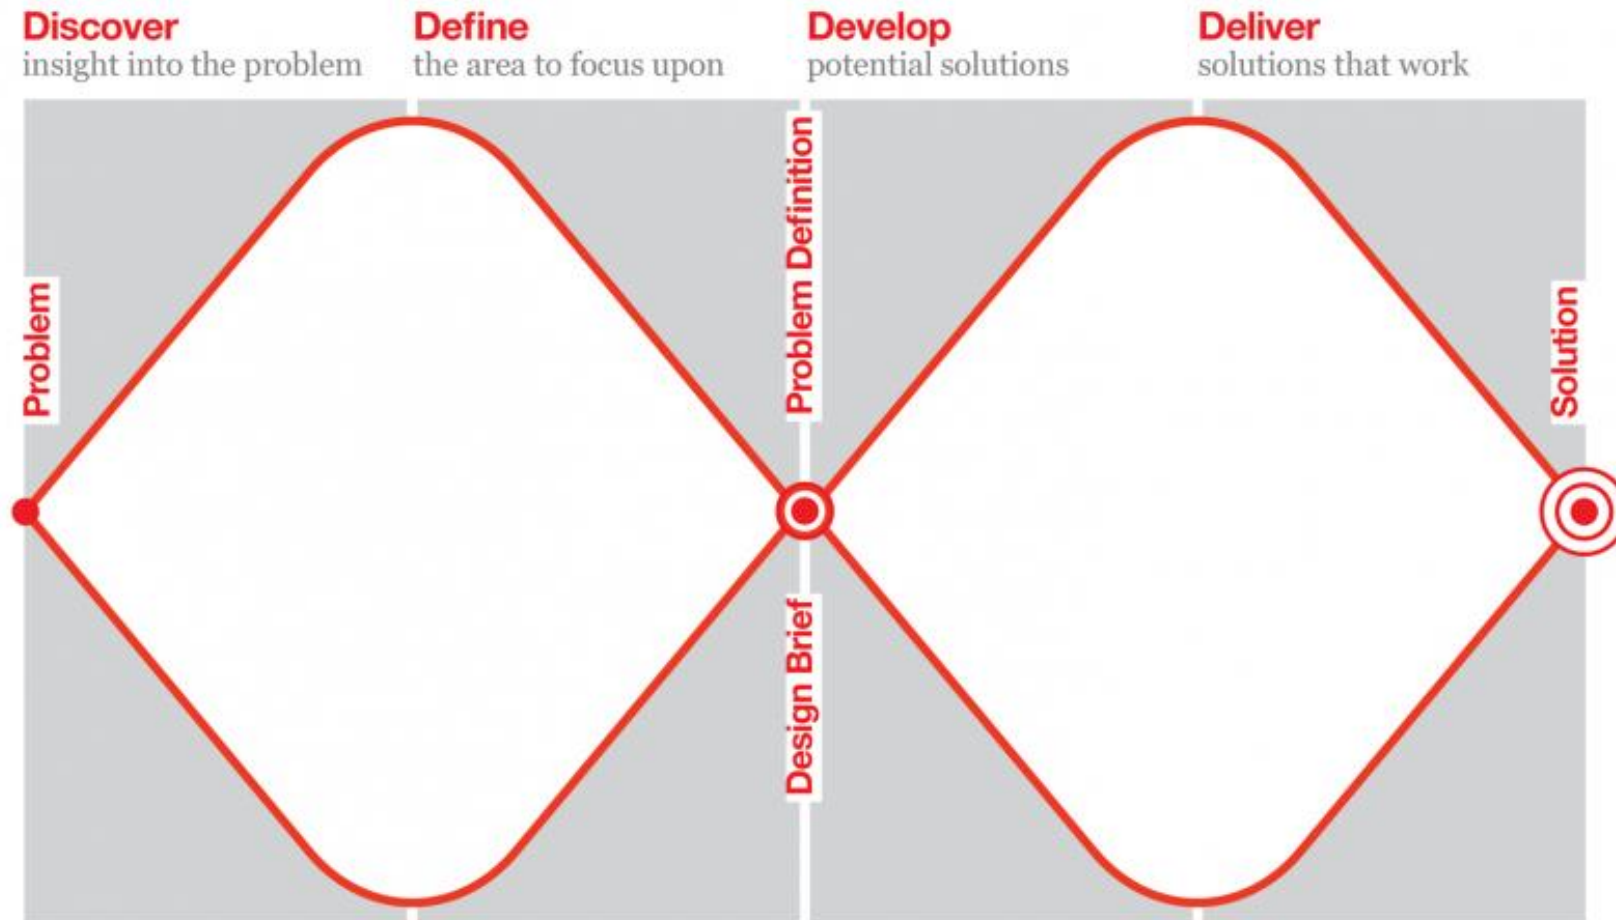 Discover
insight into the problem
Define
the area to focus upon
Develop
potential solutions
Deliver
solutions that work
Problem
Problem Definition
Design Brief
Solution